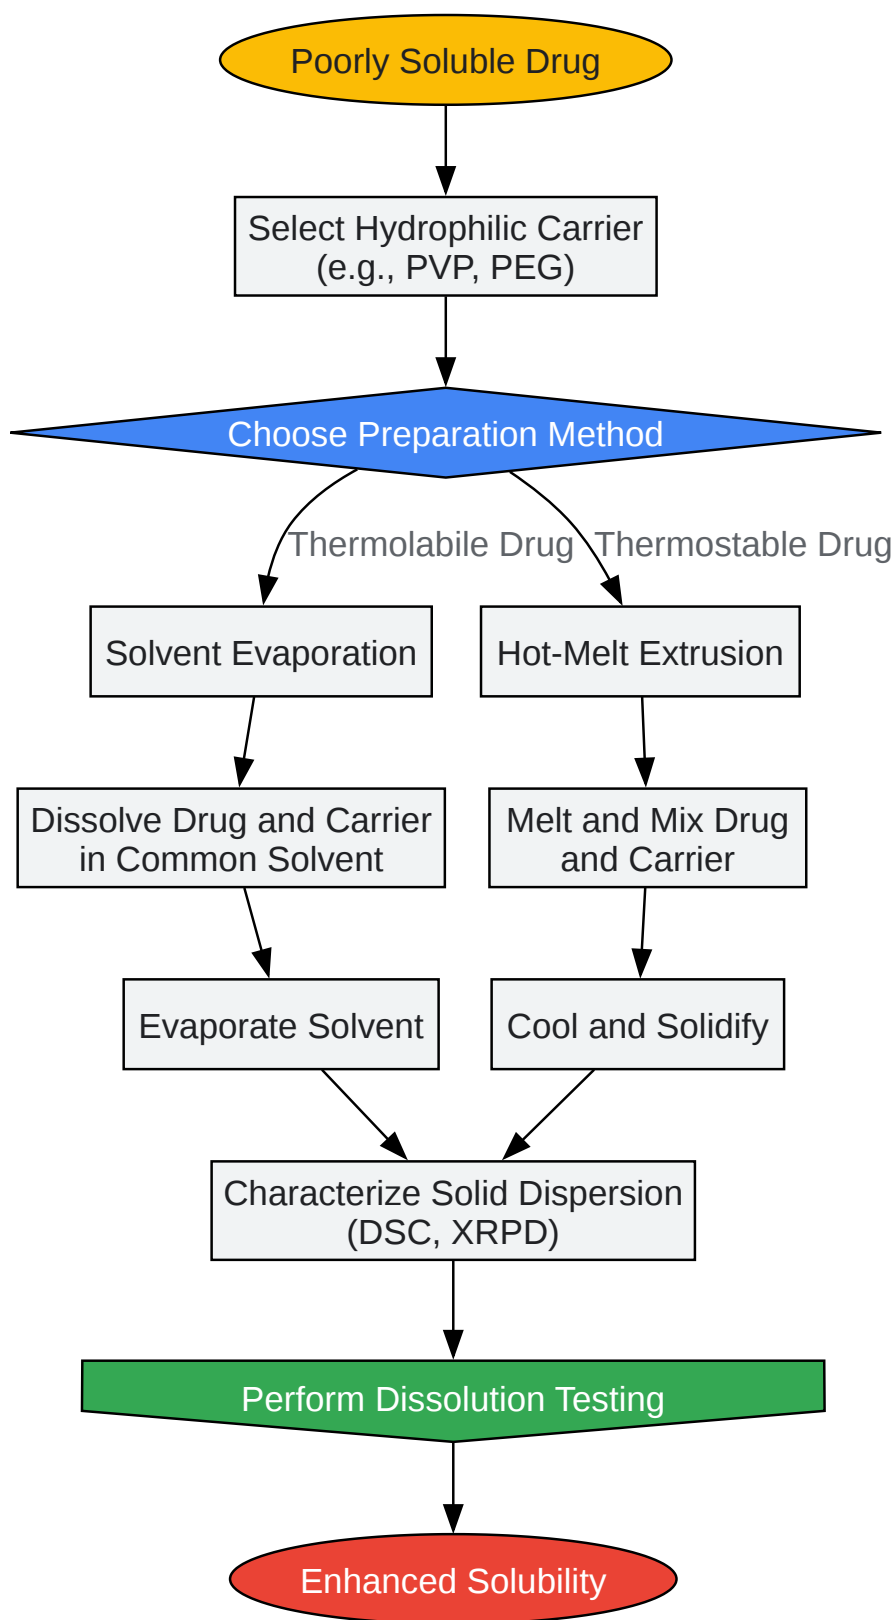 Poorly Soluble Drug
Select Hydrophilic Carrier
(e.g., PVP, PEG)
Choose Preparation Method
Thermolabile Drug
Thermostable Drug
Solvent Evaporation
Hot-Melt Extrusion
Dissolve Drug and Carrier
in Common Solvent
Melt and Mix Drug
and Carrier
Evaporate Solvent
Cool and Solidify
Characterize Solid Dispersion
(DSC, XRPD)
Perform Dissolution Testing
Enhanced Solubility